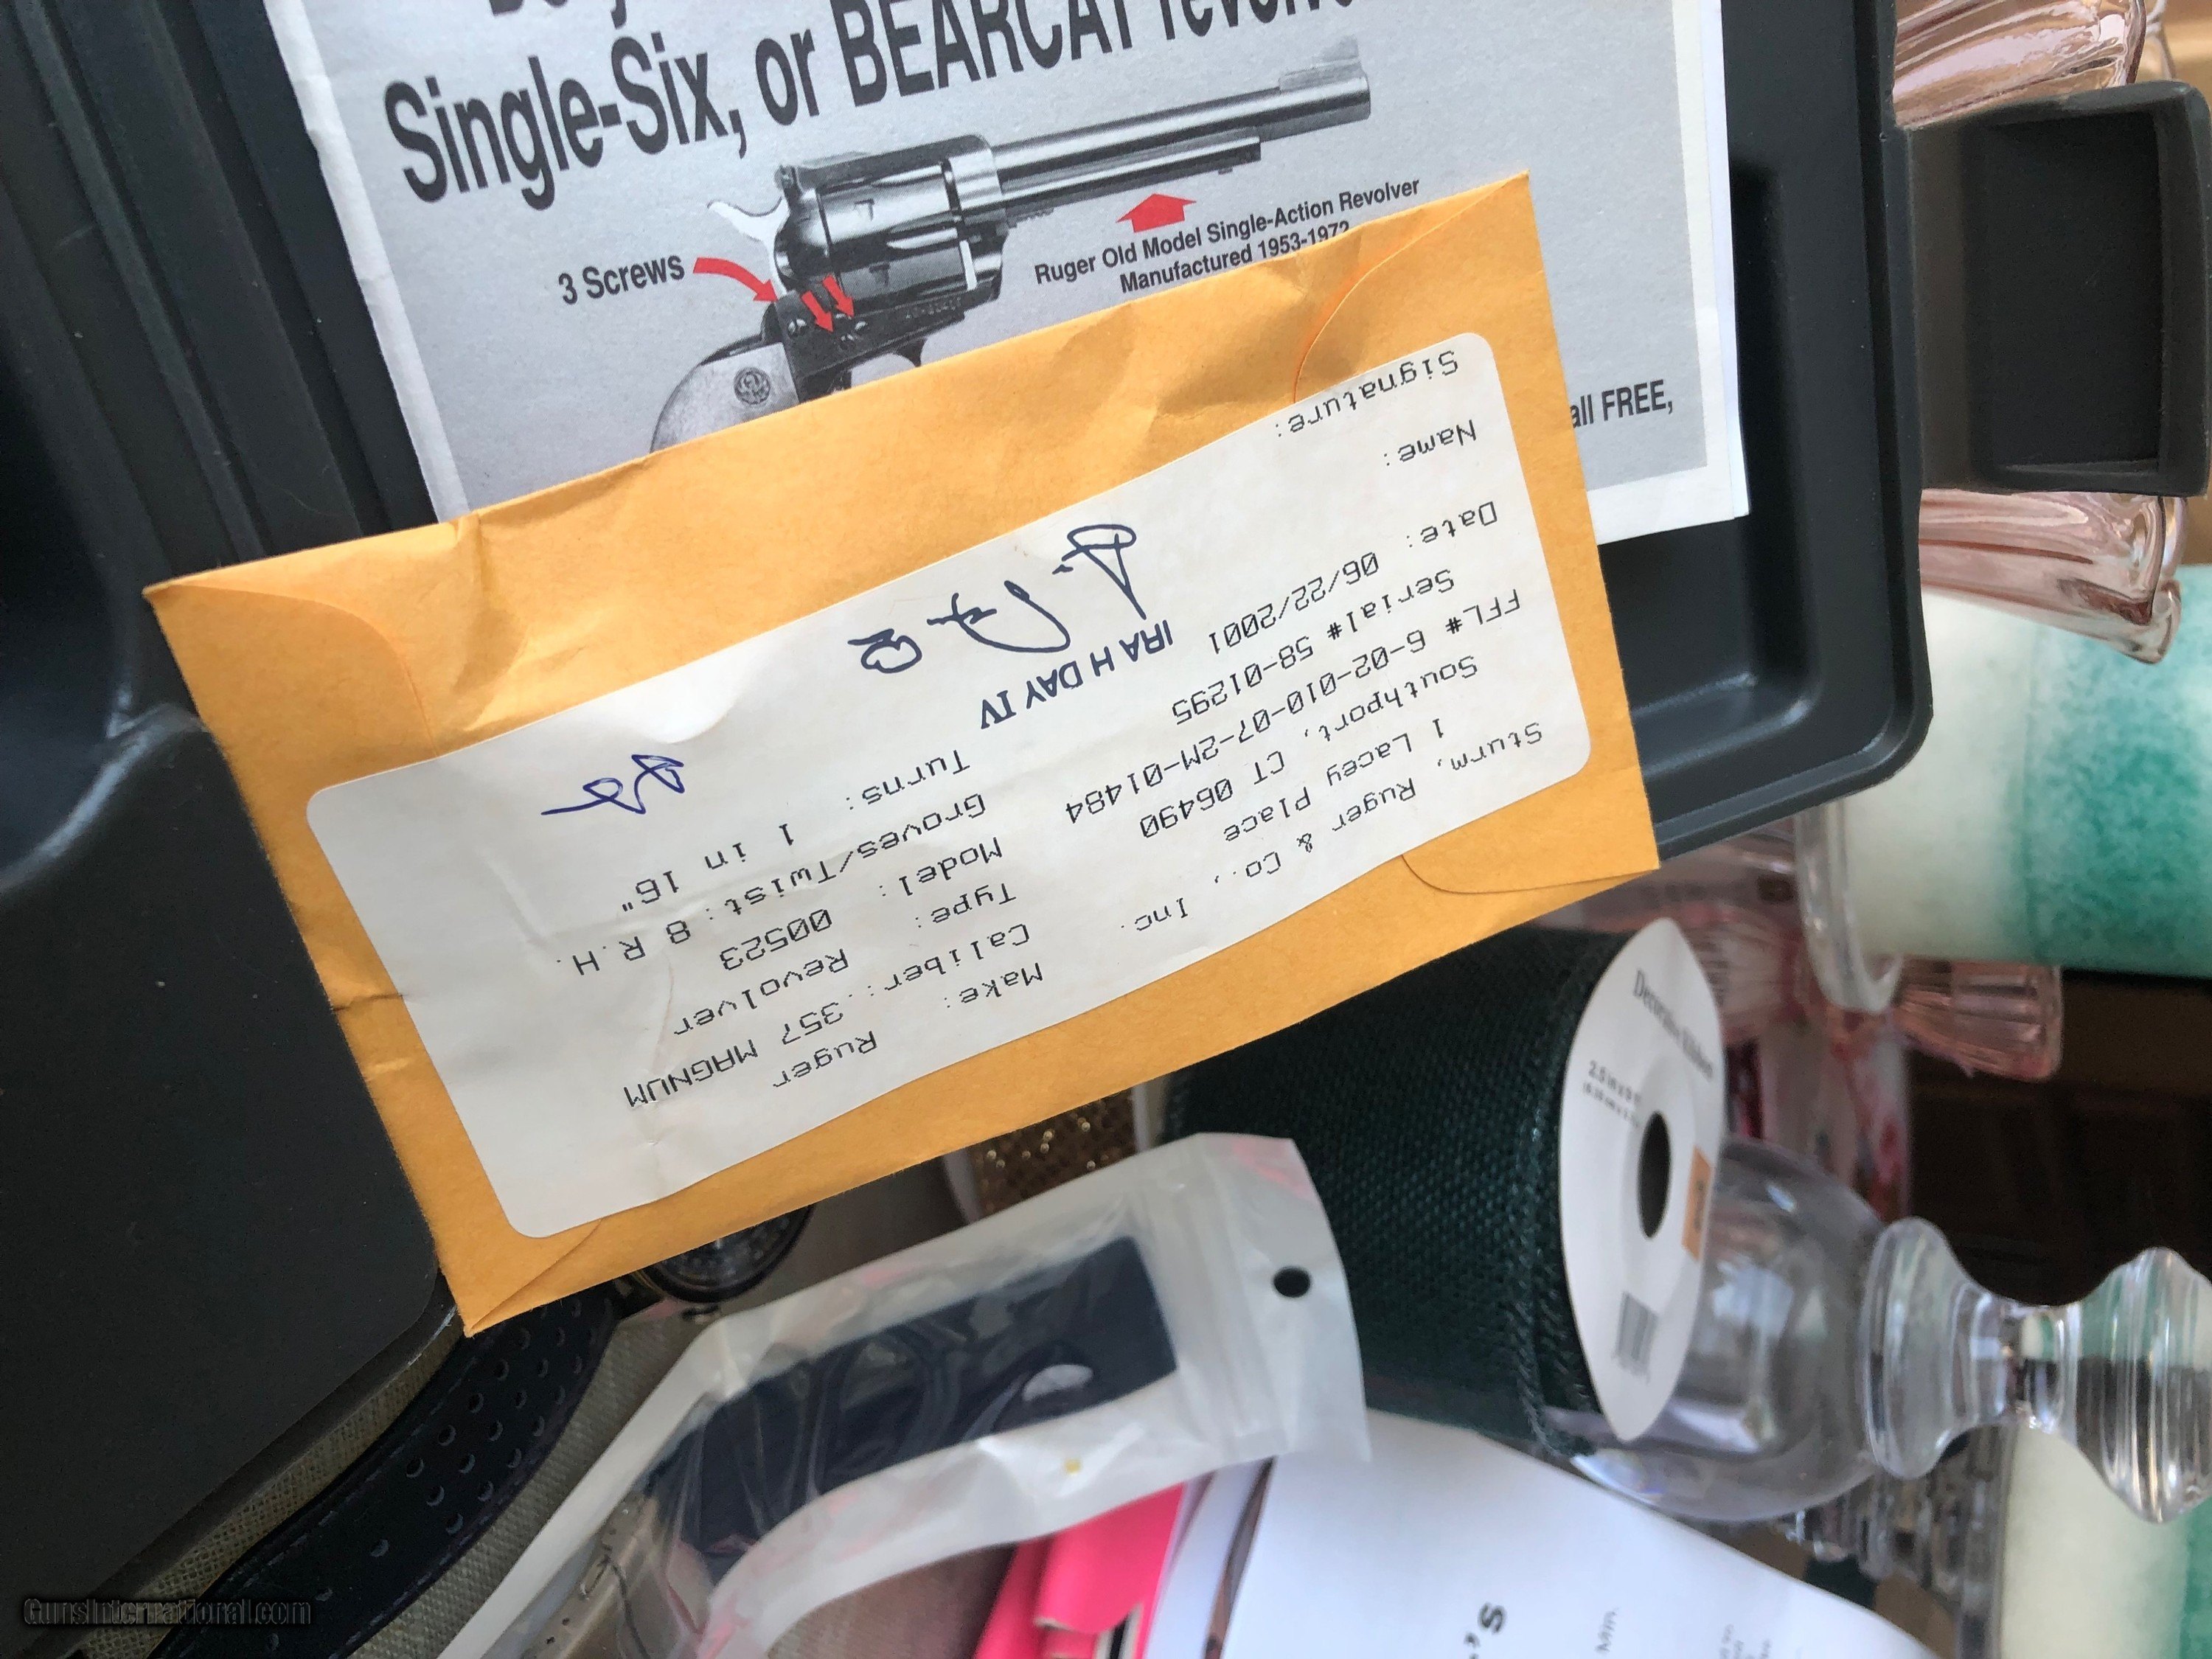 Single-Six, or BEARCAT
3 Screws
Ruger Old Model Single-Action Revolver
Manufactured 1953-1972
all FREE,
Sturm, Ruger & Co., Inc.
1 Lacey Place
Southport, CT 06490
FFL# 6-02-010-07-2M-01484
Serial# 58-01295
Date: 06/22/2001
Name: IRA H DAY IV
Signature:
Make: Ruger
Caliber: .357 MAGNUM
Type: Revolver
Model: 00523
Groves/Twist: 8 R.H.
Turns: 1 in 16"
Decorative Ribbon
GunsInternational.com